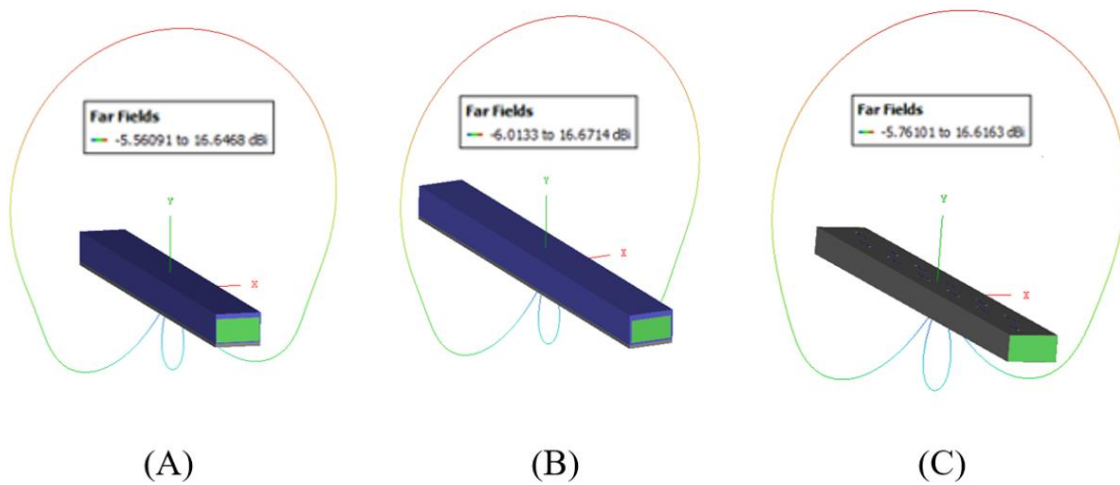 Far Fields
-5.56091 to 16.6468 dBi
Y
X
(A)
Far Fields
-6.0133 to 16.6714 dBi
Y
X
(B)
Far Fields
-5.76101 to 16.6163 dBi
Y
X
(C)